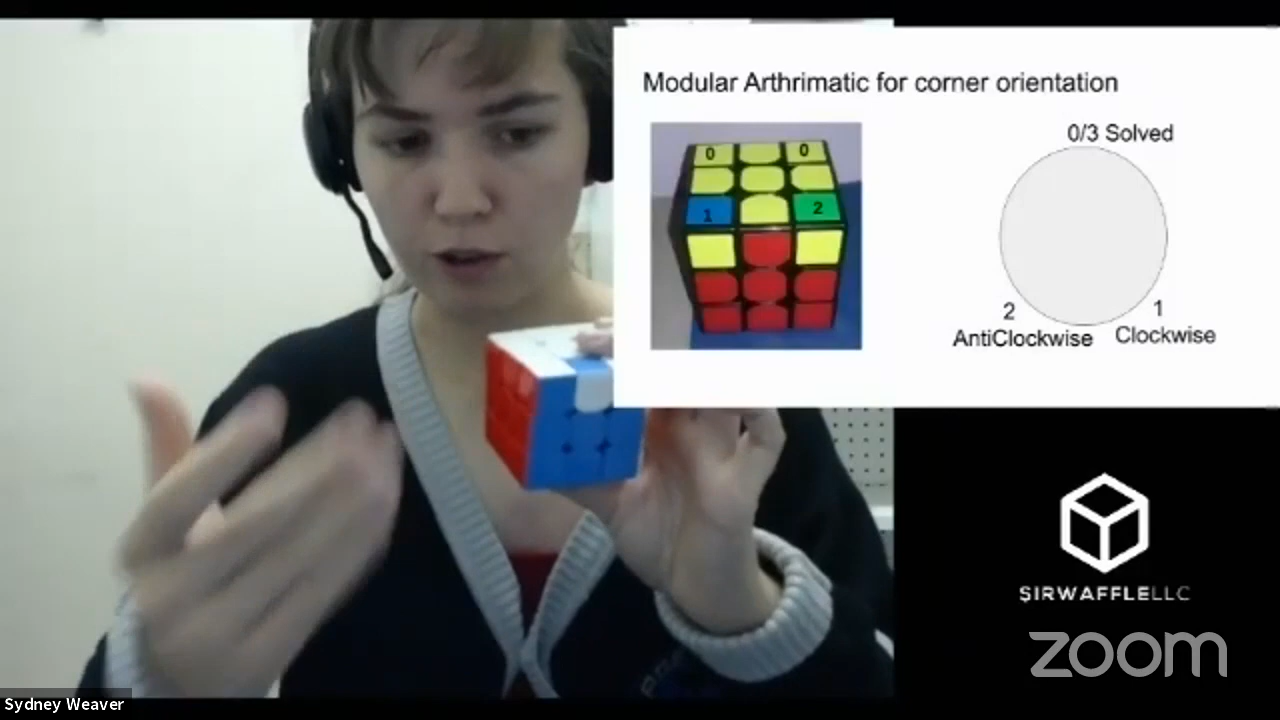 Modular Arthrimatic for corner orientation
0 0
1 2
0/3 Solved
2 1
AntiClockwise Clockwise
SIRWAFFLELLC
zoom
Sydney Weaver